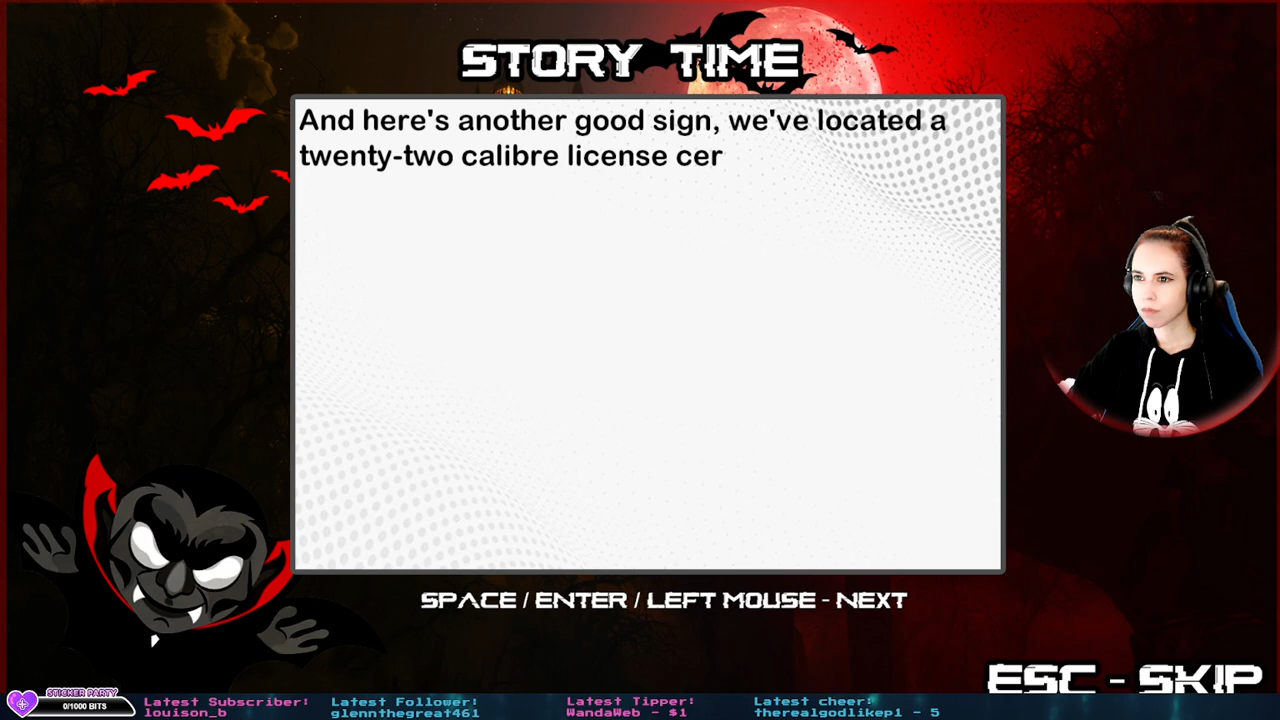 STORY TIME
And here's another good sign, we've located a
twenty-two calibre license cer
SPACE / ENTER / LEFT MOUSE - NEXT
ESC - SKIP
STICKER PARTY
0/1000 BITS
Latest Subscriber:
louison_b
Latest Follower:
glennthegreat461
Latest Tipper:
WandaWeb - $1
Latest cheer:
therealgodlikep1 - 5